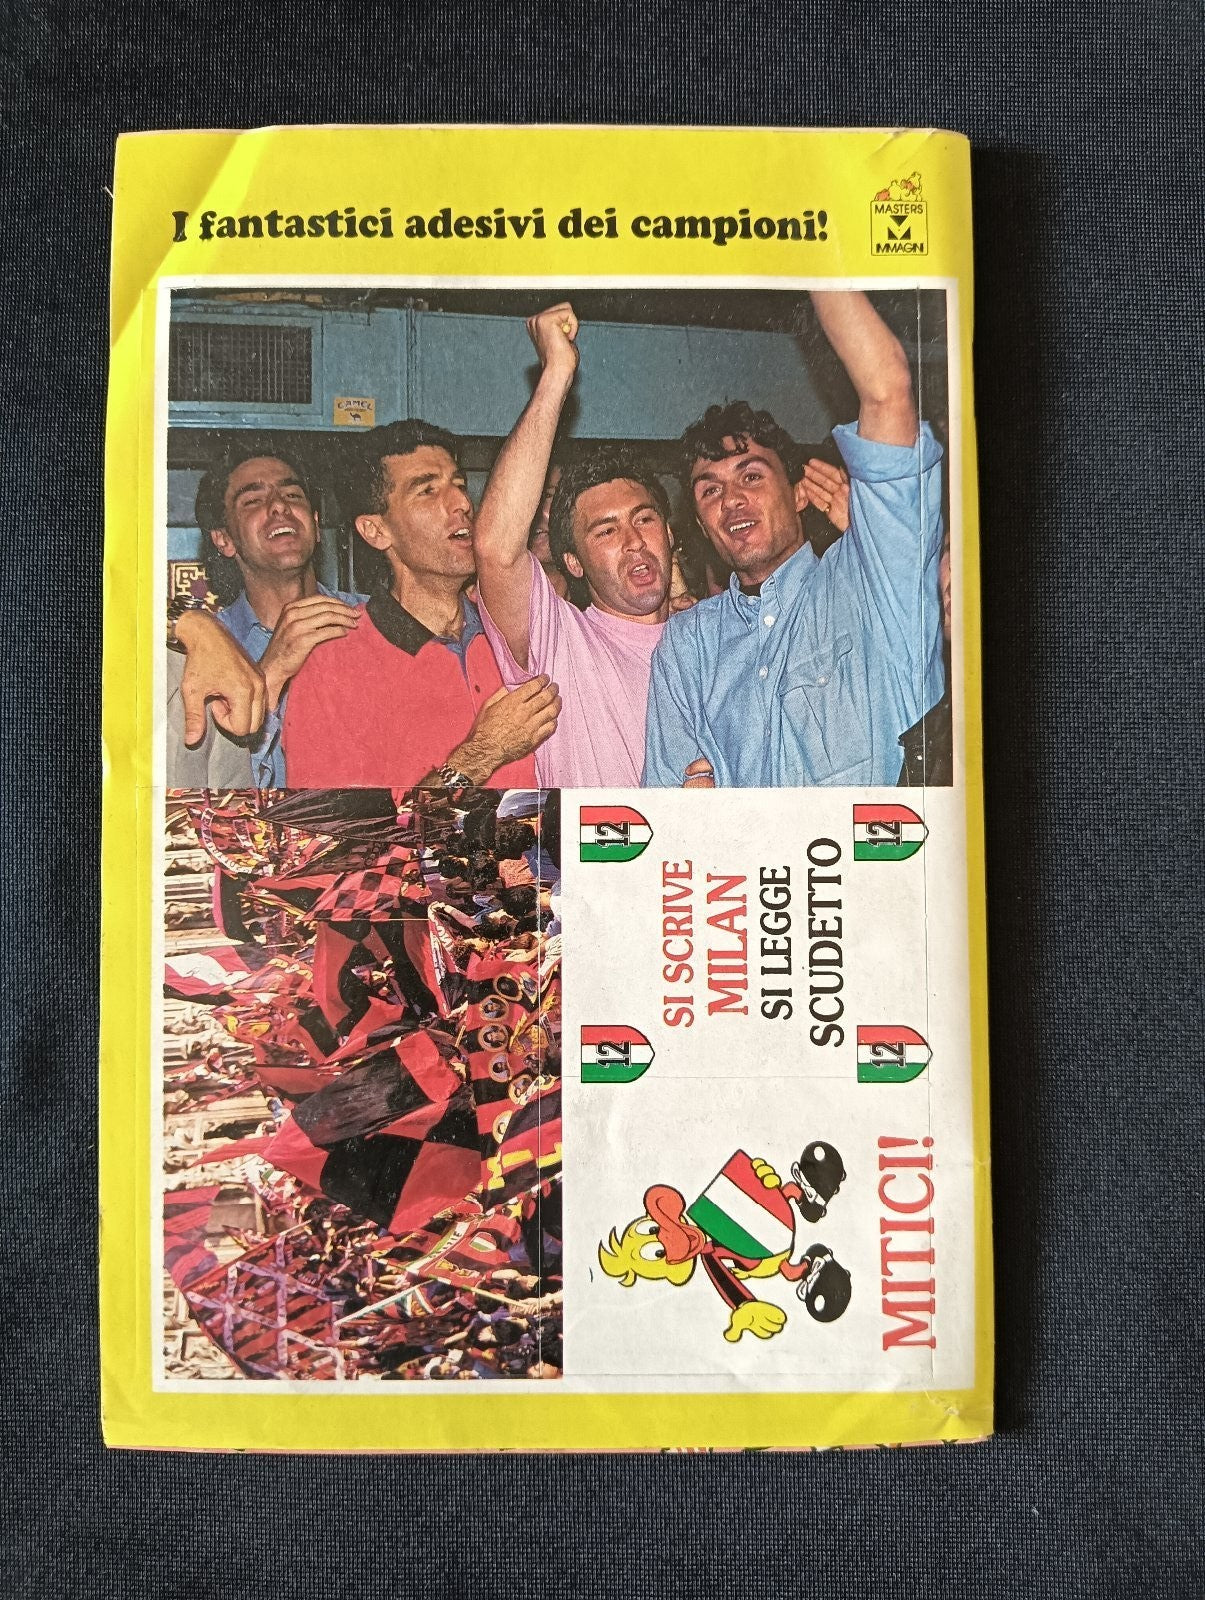 I fantastici adesivi dei campioni!
MASTERS
IMMAGINI
CAMEL
12
12
SI SCRIVE
MILAN
SI LEGGE
SCUDETTO
12
12
MITICI!